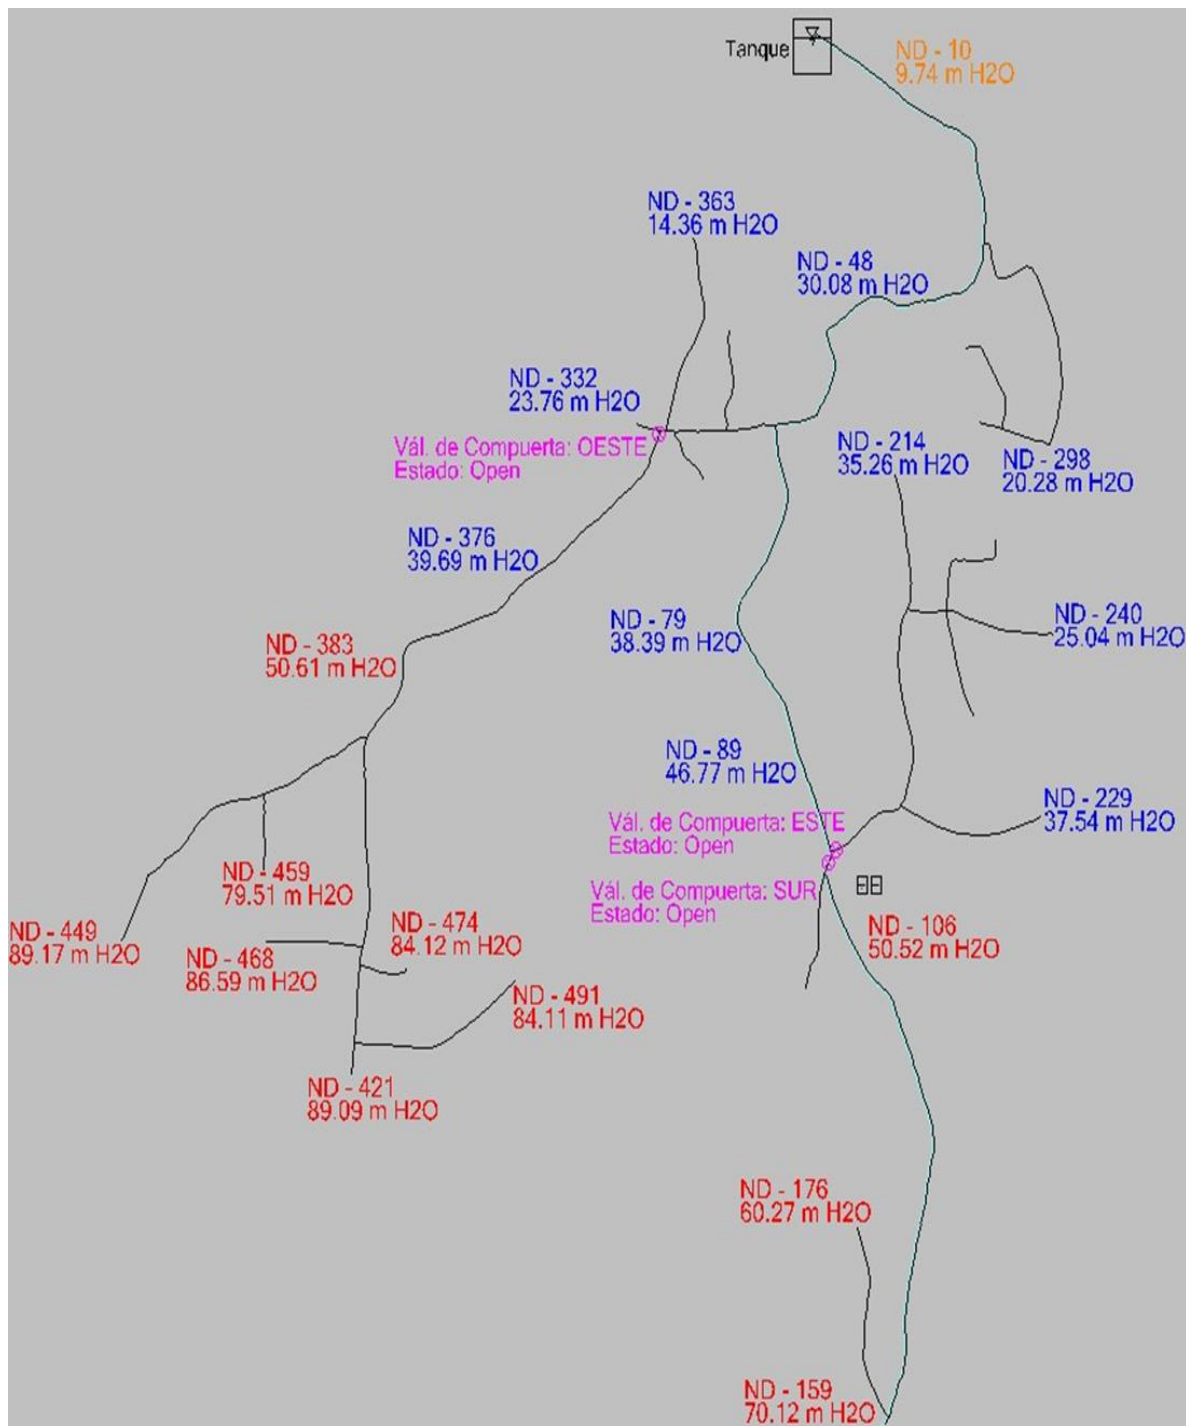 Tanque
ND - 10
9.74 m H2O
ND - 363
14.36 m H2O
ND - 48
30.08 m H2O
ND - 332
23.76 m H2O
Vál. de Compuerta: OESTE
Estado: Open
ND - 214
35.26 m H2O
ND - 298
20.28 m H2O
ND - 376
39.69 m H2O
ND - 79
38.39 m H2O
ND - 240
25.04 m H2O
ND - 383
50.61 m H2O
ND - 89
46.77 m H2O
ND - 229
37.54 m H2O
Vál. de Compuerta: ESTE
Estado: Open
Vál. de Compuerta: SUR
Estado: Open
ND - 459
79.51 m H2O
ND - 449
89.17 m H2O
ND - 474
84.12 m H2O
ND - 106
50.52 m H2O
ND - 468
86.59 m H2O
ND - 491
84.11 m H2O
ND - 421
89.09 m H2O
ND - 176
60.27 m H2O
ND - 159
70.12 m H2O